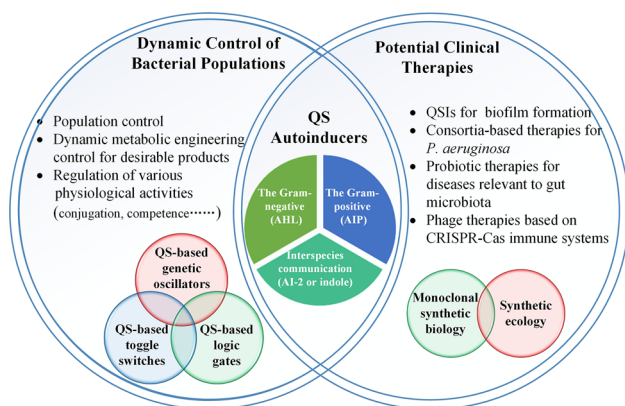 Dynamic Control of
Bacterial Populations
• Population control
• Dynamic metabolic engineering
control for desirable products
• Regulation of various
physiological activities
(conjugation, competence⋯⋯)
QS-based
genetic
oscillators
QS-based
toggle
switches
QS-based
logic
gates
QS
Autoinducers
The Gram-
negative
(AHL)
The Gram-
positive
(AIP)
Interspecies
communication
(AI-2 or indole)
Potential Clinical
Therapies
• QSIs for biofilm formation
• Consortia-based therapies for
P. aeruginosa
• Probiotic therapies for
diseases relevant to gut
microbiota
• Phage therapies based on
CRISPR-Cas immune systems
Monoclonal
synthetic
biology
Synthetic
ecology